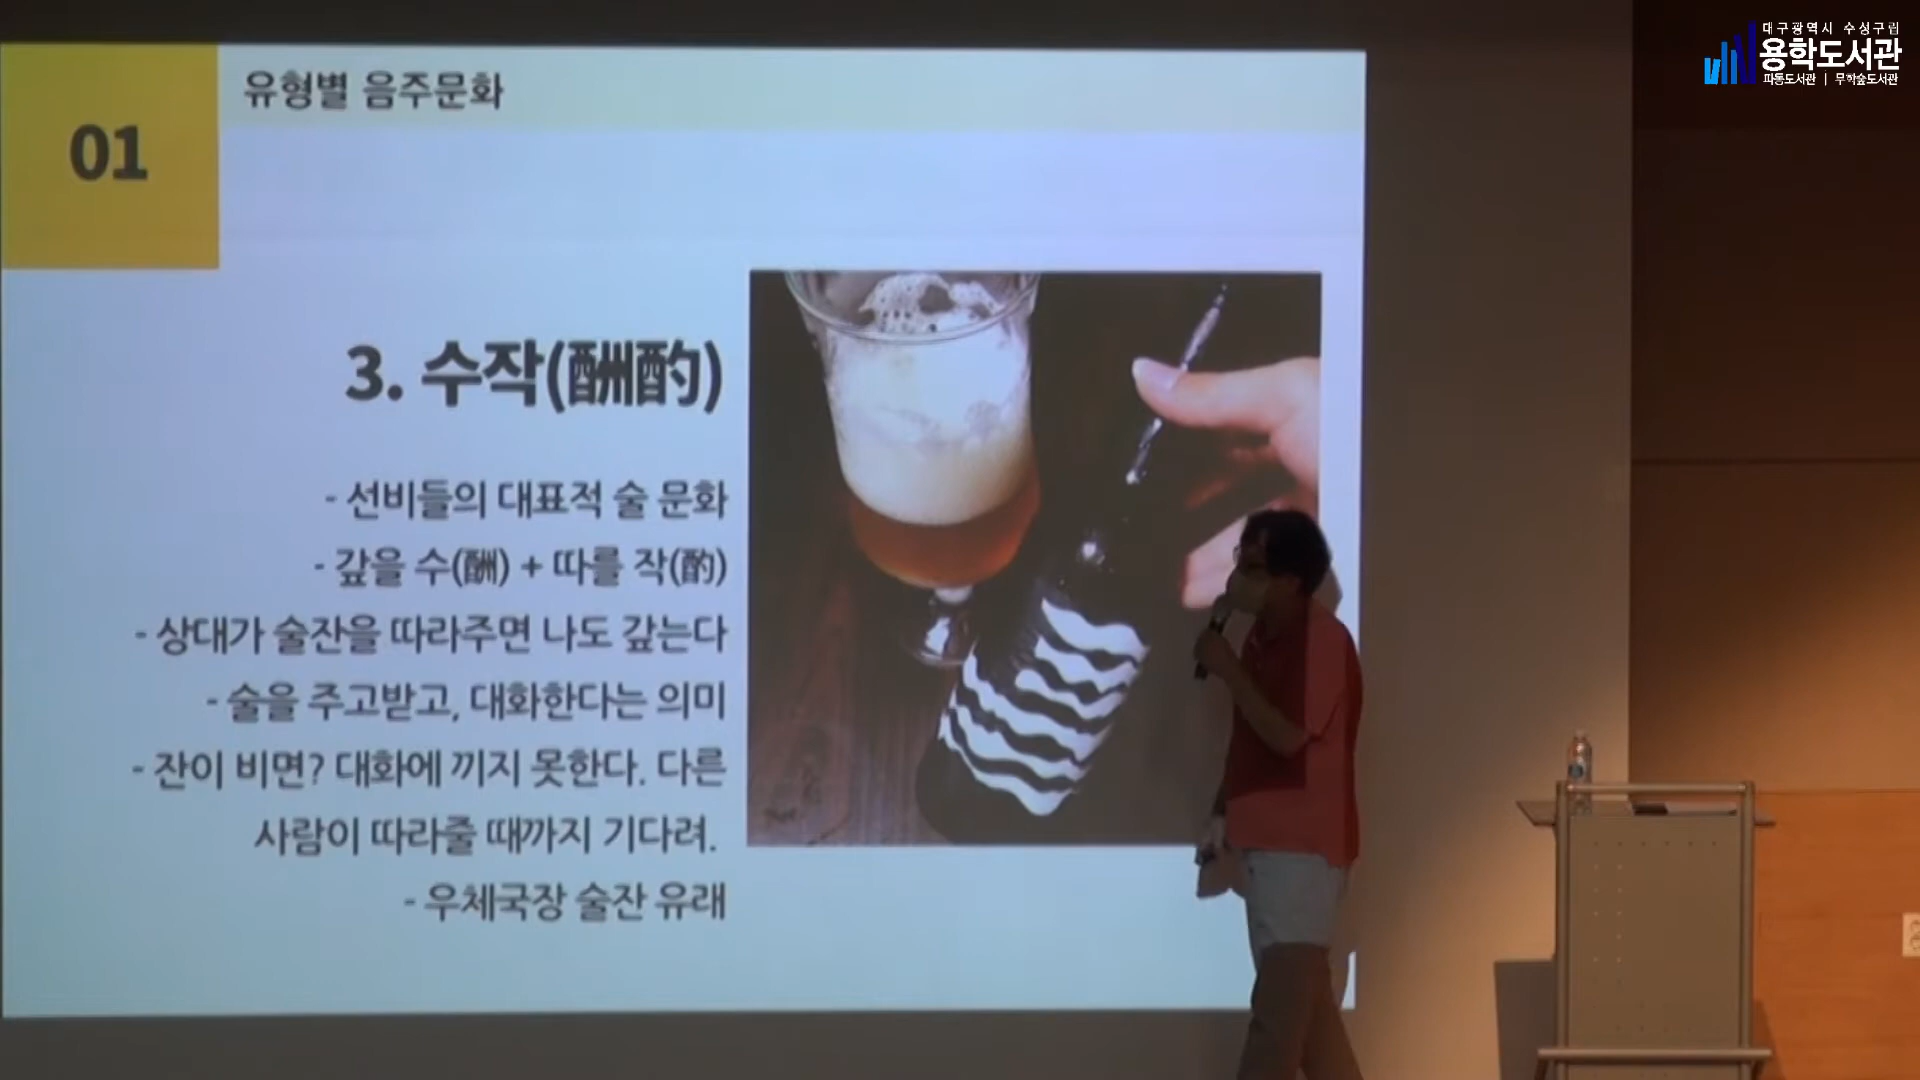 대구광역시 수성구립
용학도서관
파동도서관 | 무학숲도서관
유형별 음주문화
01
3. 수작(酬酌)
- 선비들의 대표적 술 문화
- 갚을 수(酬) + 따를 작(酌)
- 상대가 술잔을 따라주면 나도 갚는다
- 술을 주고받고, 대화한다는 의미
- 잔이 비면? 대화에 끼지 못한다. 다른
사람이 따라줄 때까지 기다려.
- 우체국장 술잔 유래